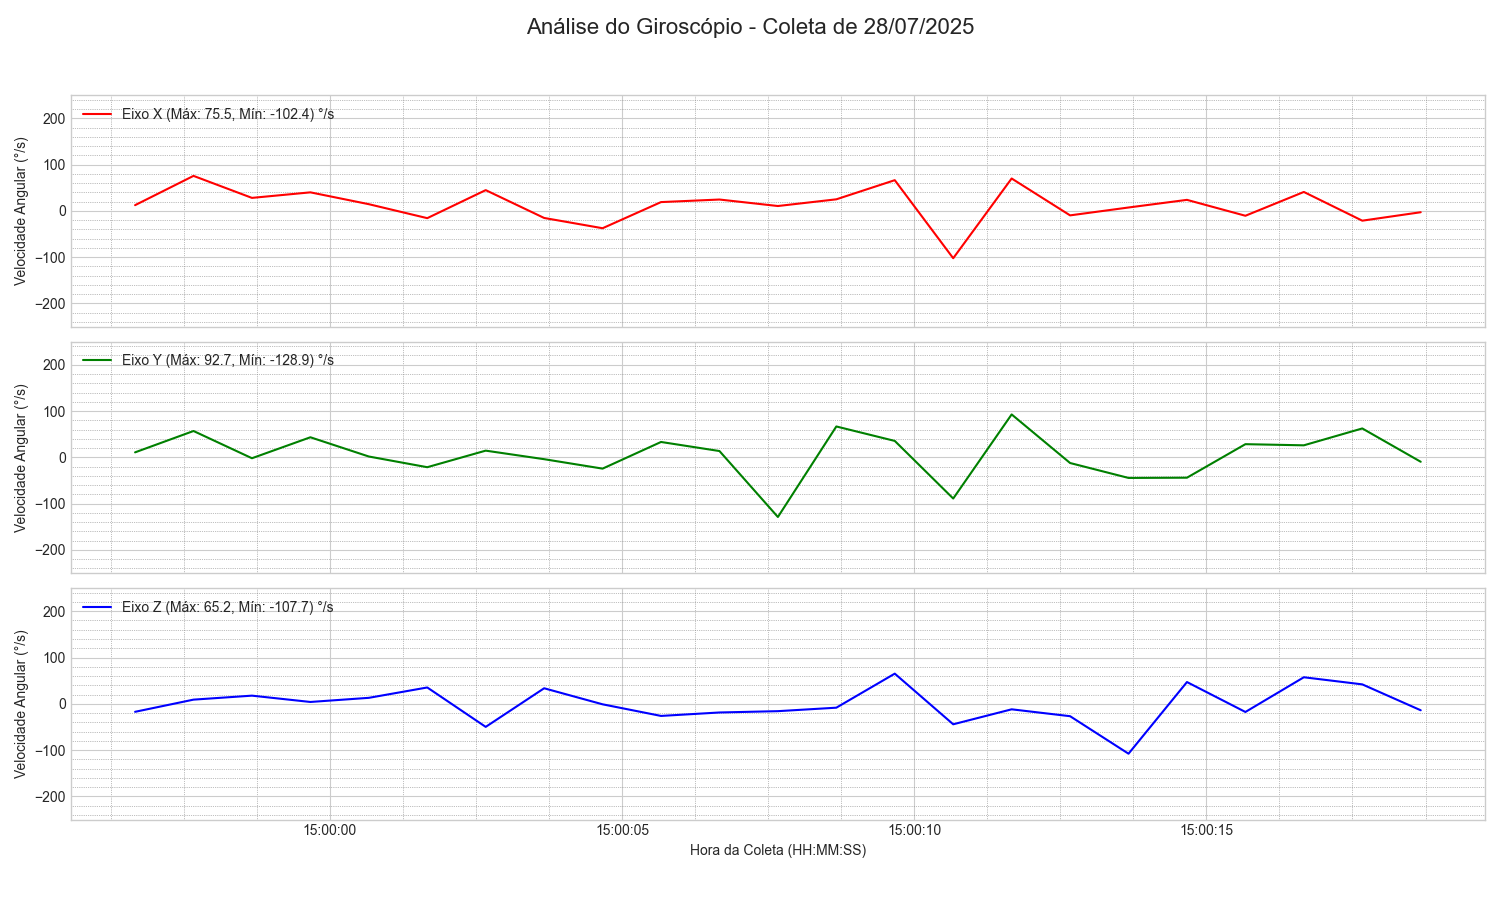 Análise do Giroscópio - Coleta de 28/07/2025
Eixo X (Máx: 75.5, Mín: -102.4) °/s
Velocidade Angular (°/s)
200
100
0
−100
−200
Eixo Y (Máx: 92.7, Mín: -128.9) °/s
Velocidade Angular (°/s)
200
100
0
−100
−200
Eixo Z (Máx: 65.2, Mín: -107.7) °/s
Velocidade Angular (°/s)
200
100
0
−100
−200
15:00:00 15:00:05 15:00:10 15:00:15
Hora da Coleta (HH:MM:SS)